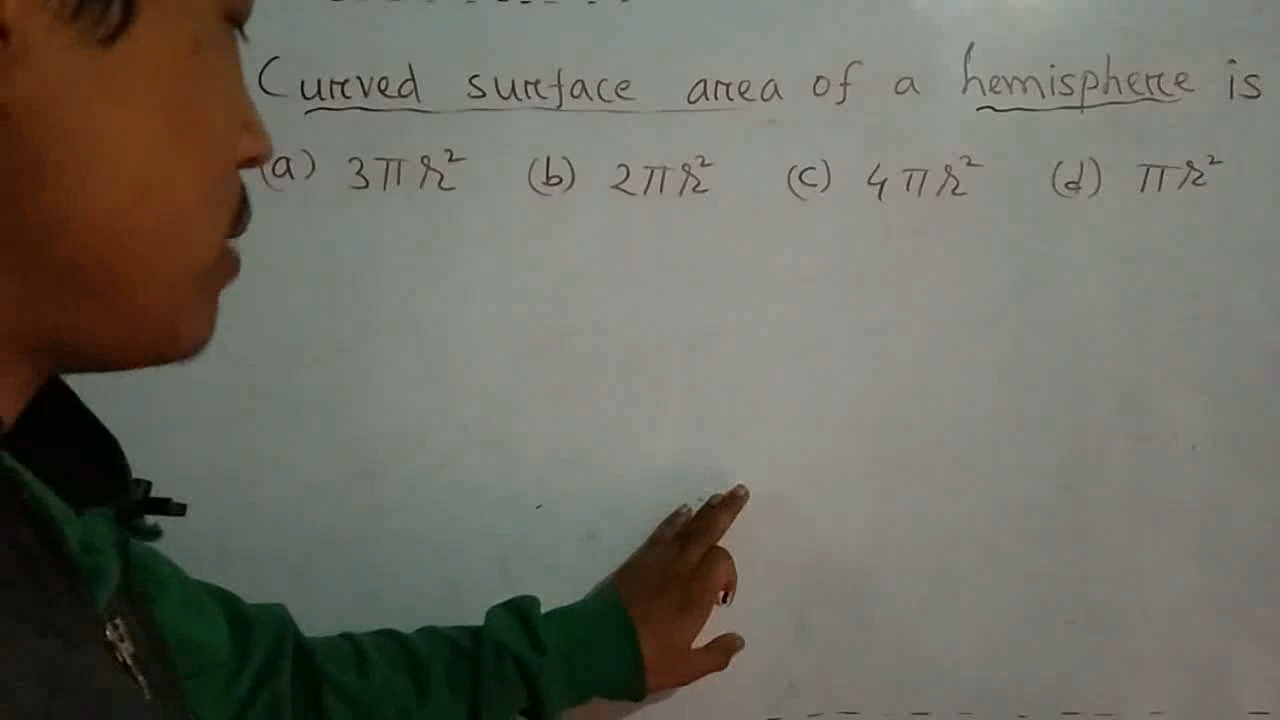 Curved surface area of a hemisphere is
(a) 3πr² (b) 2πr² (c) 4πr² (d) πr²